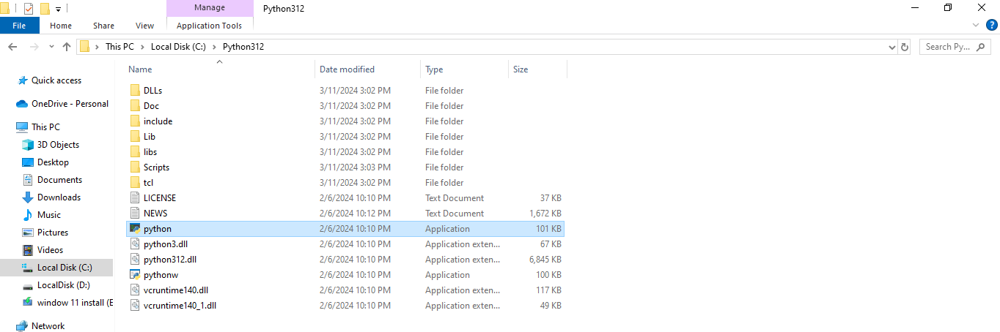 Manage Python312
File Home Share View Application Tools
This PC Local Disk (C:) Python312 Search Py...
Name Date modified Type Size
Quick access
OneDrive - Personal
This PC
3D Objects
Desktop
Documents
Downloads
Music
Pictures
Videos
Local Disk (C:)
LocalDisk (D:)
window 11 install (E
Network
DLLs 3/11/2024 3:02 PM File folder
Doc 3/11/2024 3:02 PM File folder
include 3/11/2024 3:02 PM File folder
Lib 3/11/2024 3:02 PM File folder
libs 3/11/2024 3:02 PM File folder
Scripts 3/11/2024 3:03 PM File folder
tcl 3/11/2024 3:02 PM File folder
LICENSE 2/6/2024 10:10 PM Text Document 37 KB
NEWS 2/6/2024 10:12 PM Text Document 1,672 KB
python 2/6/2024 10:10 PM Application 101 KB
python3.dll 2/6/2024 10:10 PM Application exten... 67 KB
python312.dll 2/6/2024 10:10 PM Application exten... 6,845 KB
pythonw 2/6/2024 10:10 PM Application 100 KB
vcruntime140.dll 2/6/2024 10:10 PM Application exten... 117 KB
vcruntime140_1.dll 2/6/2024 10:10 PM Application exten... 49 KB